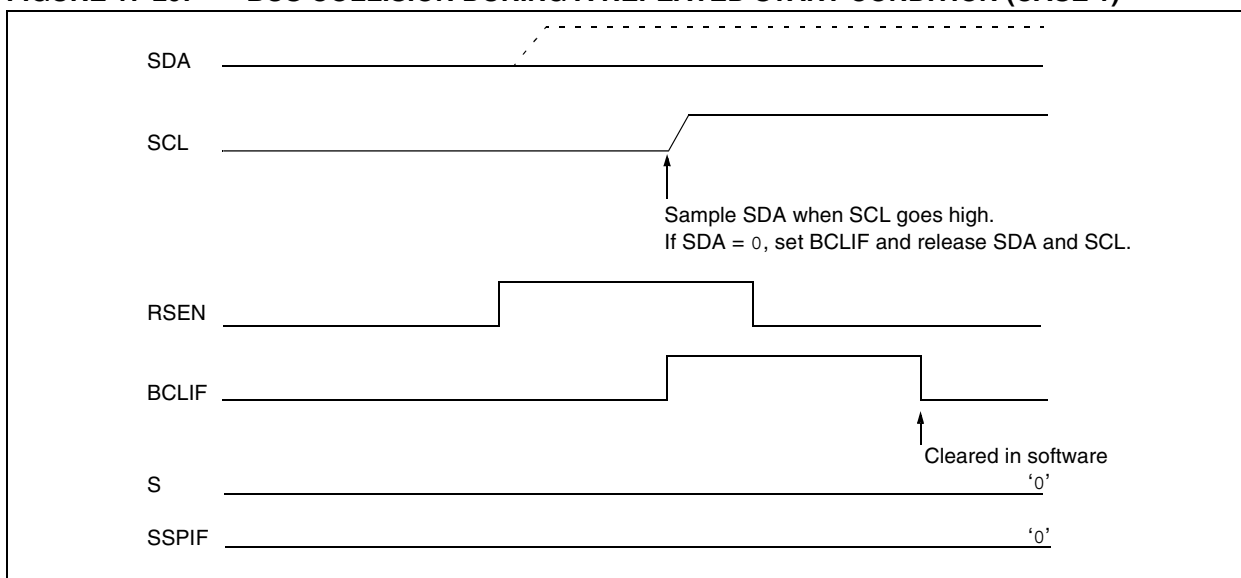 SDA
SCL
Sample SDA when SCL goes high.
If SDA = 0, set BCLIF and release SDA and SCL.
RSEN
BCLIF
Cleared in software
S ‘0’
SSPIF ‘0’